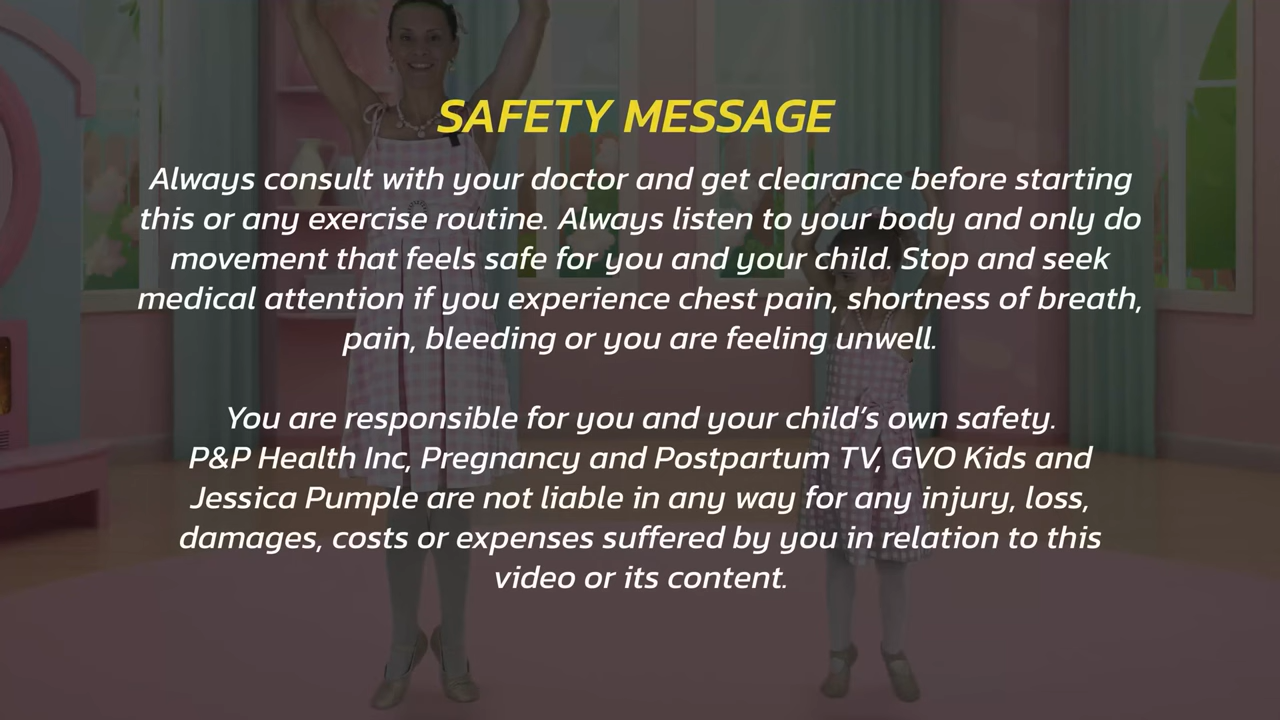 SAFETY MESSAGE
Always consult with your doctor and get clearance before starting
this or any exercise routine. Always listen to your body and only do
movement that feels safe for you and your child. Stop and seek
medical attention if you experience chest pain, shortness of breath,
pain, bleeding or you are feeling unwell.
You are responsible for you and your child’s own safety.
P&P Health Inc, Pregnancy and Postpartum TV, GVO Kids and
Jessica Pumple are not liable in any way for any injury, loss,
damages, costs or expenses suffered by you in relation to this
video or its content.